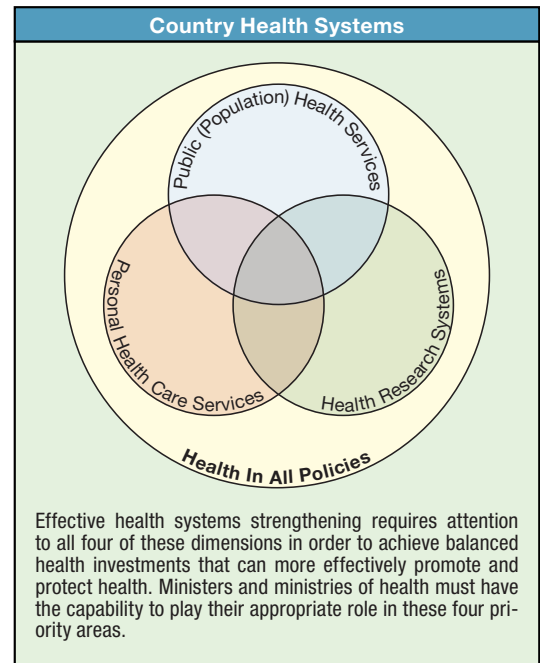 Country Health Systems
Public (Population) Health Services
Personal Health Care Services
Health Research Systems
Health In All Policies
Effective health systems strengthening requires attention
to all four of these dimensions in order to achieve balanced
health investments that can more effectively promote and
protect health. Ministers and ministries of health must have
the capability to play their appropriate role in these four pri-
ority areas.